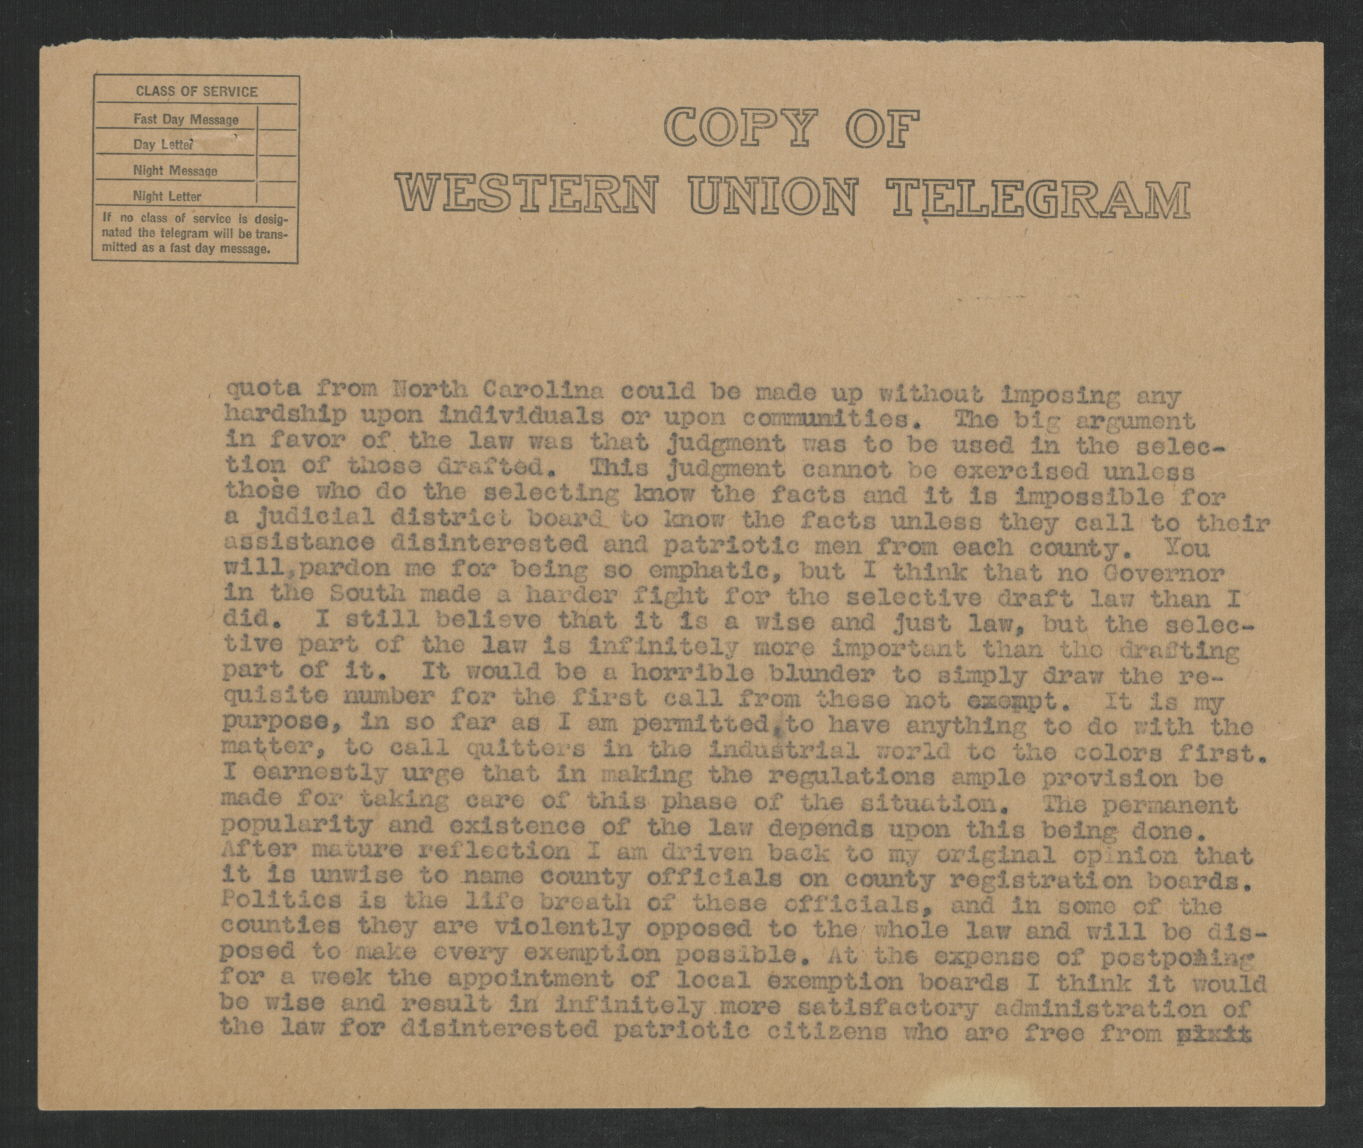 CLASS OF SERVICE
Fast Day Message
Day Letter
Night Message
Night Letter
If no class of service is desig-
nated the telegram will be trans-
mitted as a fast day message.
COPY OF
WESTERN UNION TELEGRAM
quota from North Carolina could be made up without imposing any
hardship upon individuals or upon communities. The big argument
in favor of the law was that judgment was to be used in the selec-
tion of those drafted. This judgment cannot be exercised unless
those who do the selecting know the facts and it is impossible for
a judicial district board to know the facts unless they call to their
assistance disinterested and patriotic men from each county. You
will,pardon me for being so emphatic, but I think that no Governor
in the South made a harder fight for the selective draft law than I
did. I still believe that it is a wise and just law, but the selec-
tive part of the law is infinitely more important than the drafting
part of it. It would be a horrible blunder to simply draw the re-
quisite number for the first call from these not exempt. It is my
purpose, in so far as I am permitted,to have anything to do with the
matter, to call quitters in the industrial world to the colors first.
I earnestly urge that in making the regulations ample provision be
made for taking care of this phase of the situation. The permanent
popularity and existence of the law depends upon this being done.
After mature reflection I am driven back to my original opinion that
it is unwise to name county officials on county registration boards.
Politics is the life breath of these officials, and in some of the
counties they are violently opposed to the whole law and will be dis-
posed to make every exemption possible. At the expense of postponing
for a week the appointment of local exemption boards I think it would
be wise and result in infinitely more satisfactory administration of
the law for disinterested patriotic citizens who are free from